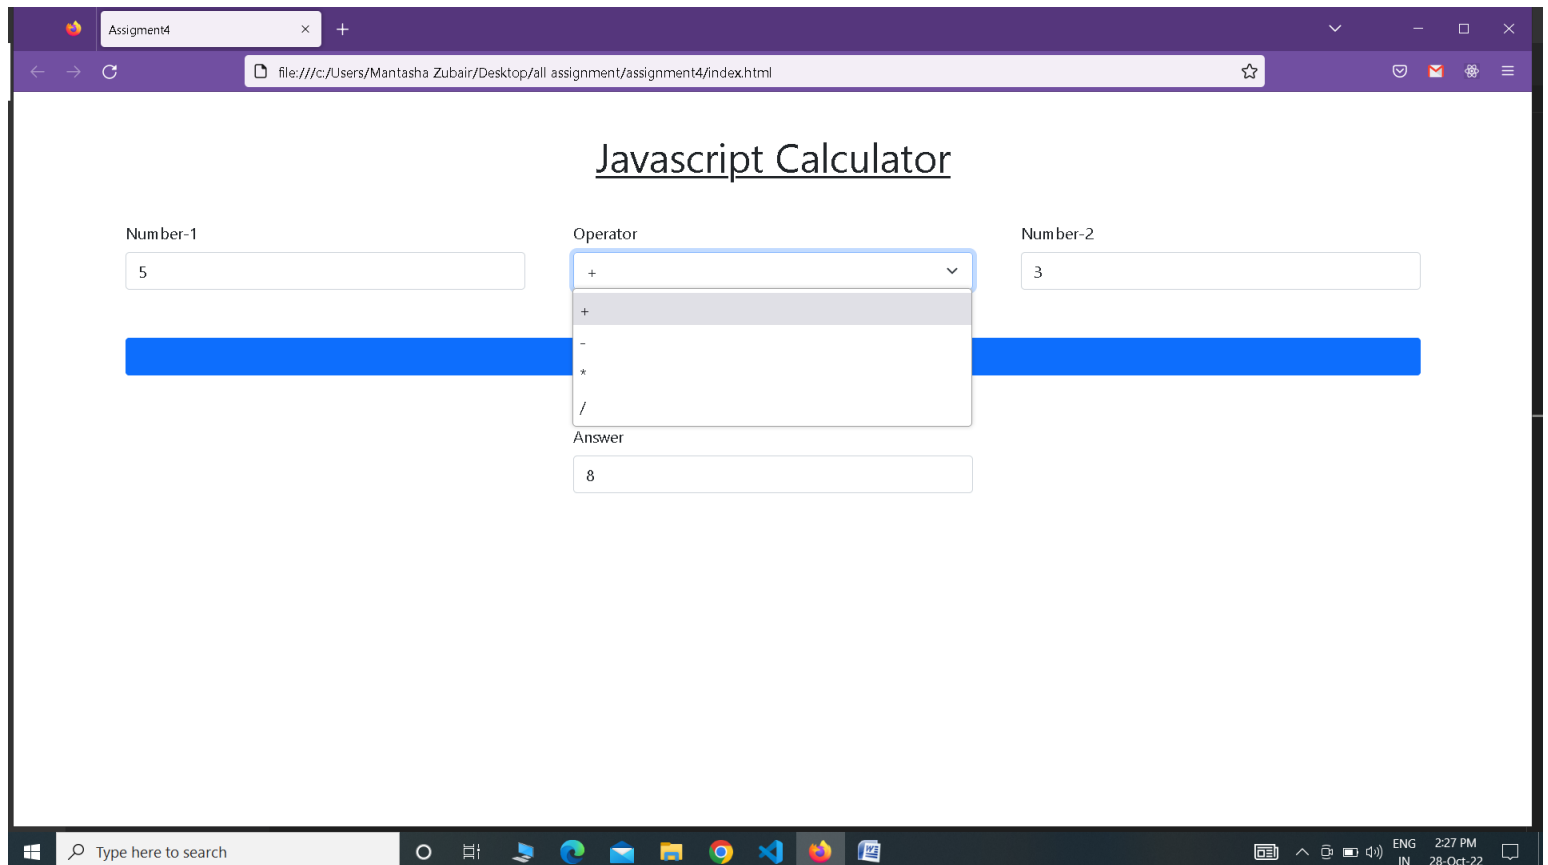 Assigment4
file:///c:/Users/Mantasha Zubair/Desktop/all assignment/assignment4/index.html
Javascript Calculator
Number-1
Operator
Number-2
5
+
3
+
-
*
/
Answer
8
Type here to search
ENG
IN
2:27 PM
28-Oct-22